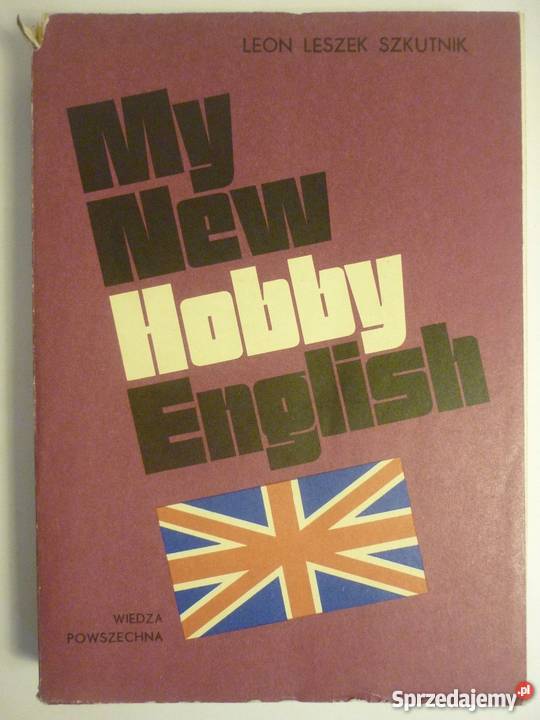 LEON LESZEK SZKUTNIK
My
New
Hobby
English
WIEDZA
POWSZECHNA
Sprzedajemy.pl